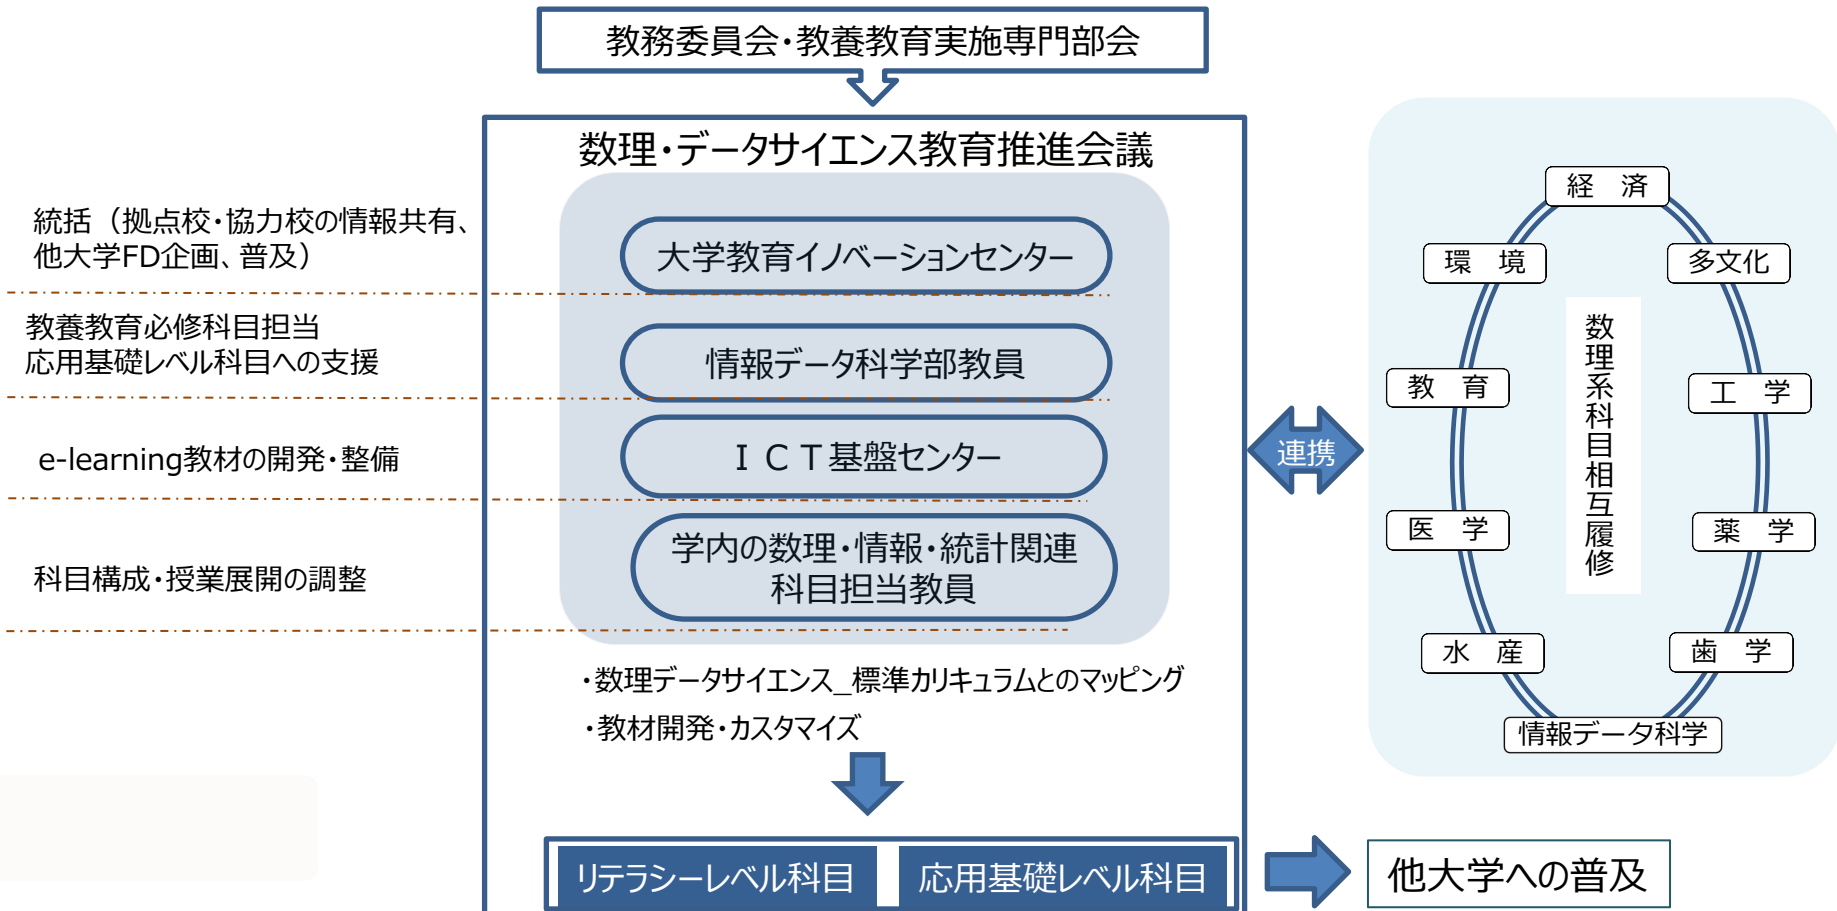 教務委員会・教養教育実施専門部会
数理・データサイエンス教育推進会議
統括（拠点校・協力校の情報共有、
他大学FD企画、普及）
大学教育イノベーションセンター
教養教育必修科目担当
応用基礎レベル科目への支援
情報データ科学部教員
e-learning教材の開発・整備
ＩＣＴ基盤センター
科目構成・授業展開の調整
学内の数理・情報・統計関連
科目担当教員
・数理データサイエンス_標準カリキュラムとのマッピング
・教材開発・カスタマイズ
リテラシーレベル科目
応用基礎レベル科目
連携
経　済
環　境
多文化
教　育
工　学
医　学
薬　学
水　産
歯　学
情報データ科学
数理系科目相互履修
他大学への普及